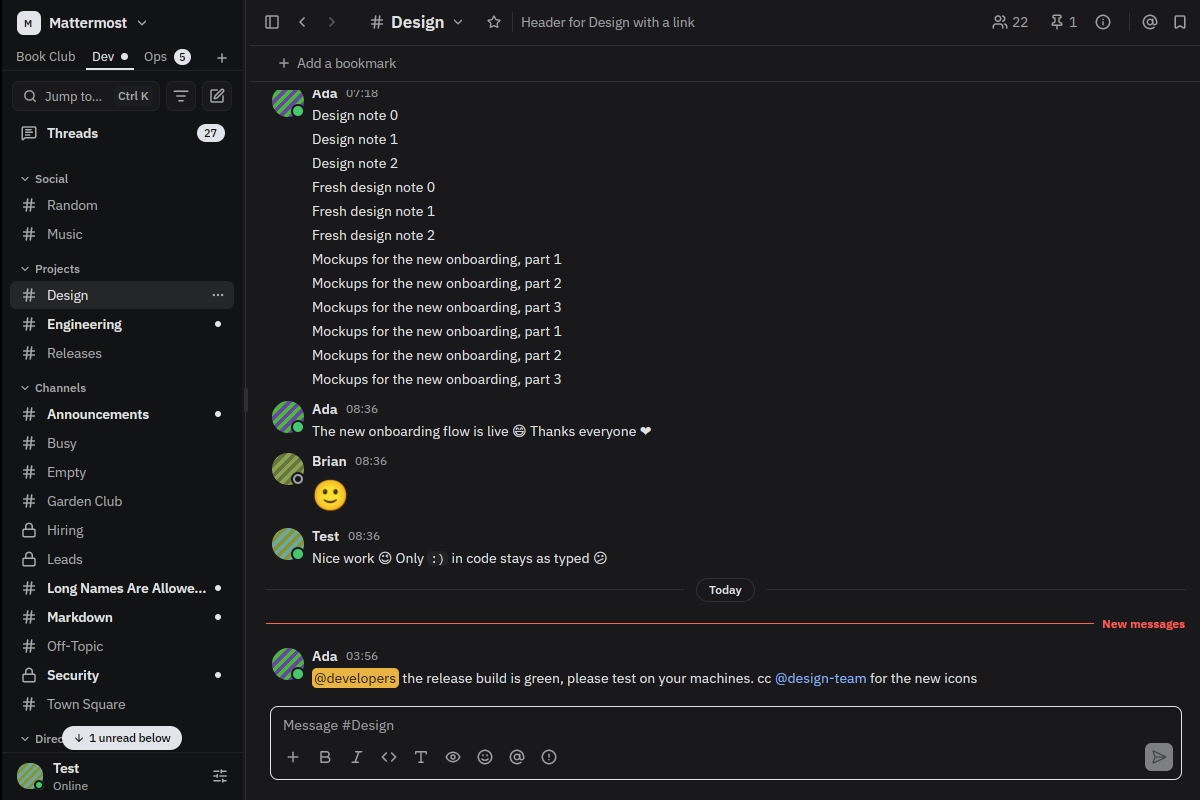 M Mattermost
Book Club Dev Ops 5
Jump to... Ctrl K
Threads 27
Social
Random
Music
Projects
Design
Engineering
Releases
Channels
Announcements
Busy
Empty
Garden Club
Hiring
Leads
Long Names Are Allowe...
Markdown
Off-Topic
Security
Town Square
Direc
1 unread below
Test
Online
Design Header for Design with a link 22 1
Add a bookmark
Ada 07:18
Design note 0
Design note 1
Design note 2
Fresh design note 0
Fresh design note 1
Fresh design note 2
Mockups for the new onboarding, part 1
Mockups for the new onboarding, part 2
Mockups for the new onboarding, part 3
Mockups for the new onboarding, part 1
Mockups for the new onboarding, part 2
Mockups for the new onboarding, part 3
Ada 08:36
The new onboarding flow is live 😄 Thanks everyone ❤
Brian 08:36
🙂
Test 08:36
Nice work 😉 Only :) in code stays as typed 😕
Today
New messages
Ada 03:56
@developers the release build is green, please test on your machines. cc @design-team for the new icons
Message #Design